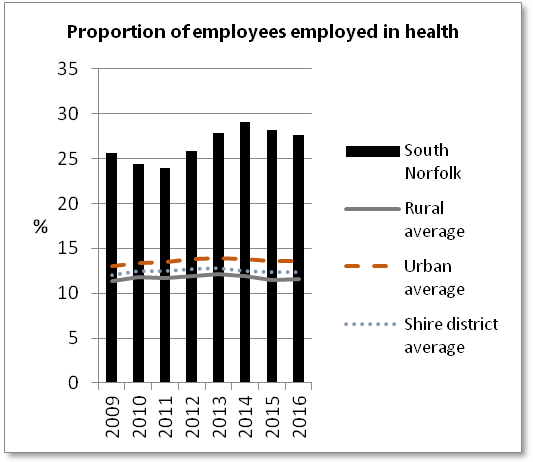 Proportion of employees employed in health
35
30
25
20
15
10
5
0
%
2009
2010
2011
2012
2013
2014
2015
2016
South
Norfolk
Rural
average
Urban
average
Shire district
average